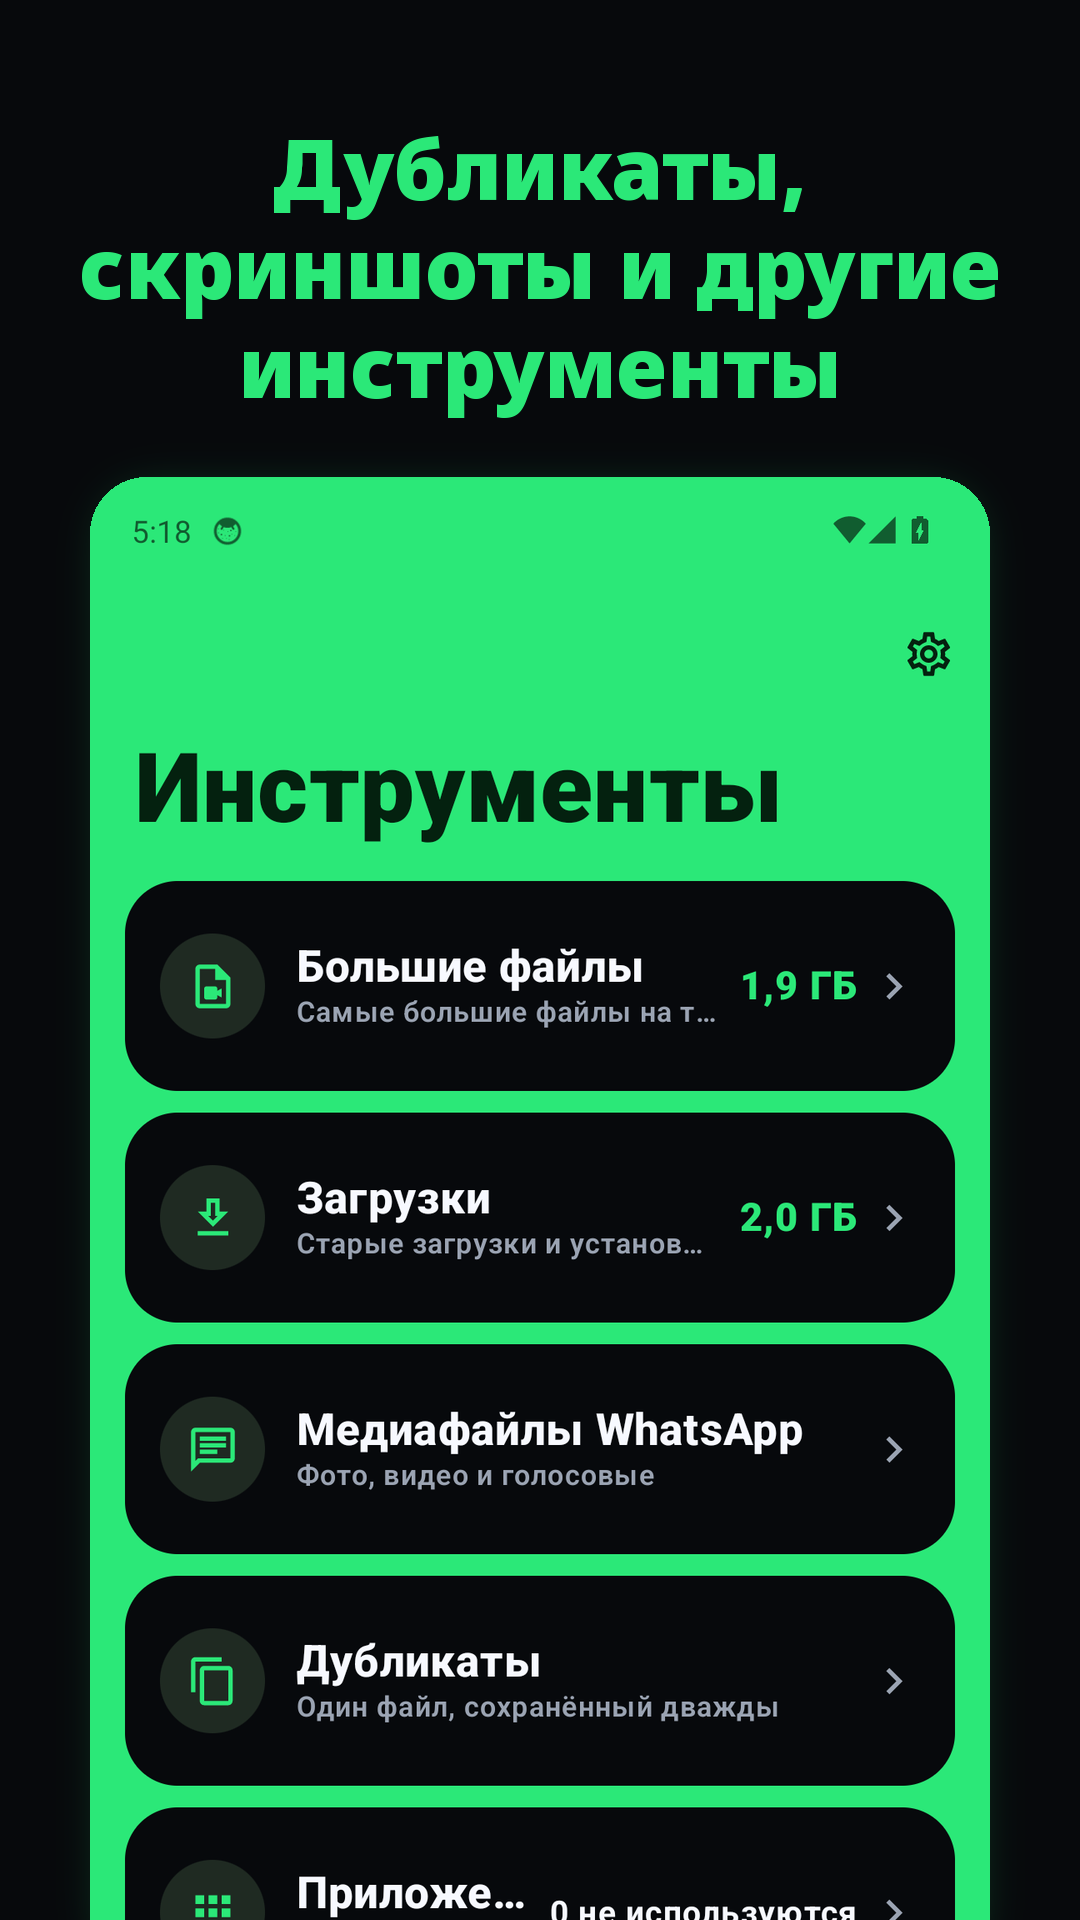 Дубликаты,
скриншоты и другие
инструменты
5:18
Инструменты
Большие файлы
Самые большие файлы на т...
1,9 ГБ
Загрузки
Старые загрузки и установ...
2,0 ГБ
Медиафайлы WhatsApp
Фото, видео и голосовые
Дубликаты
Один файл, сохранённый дважды
Приложе...
0 не используются